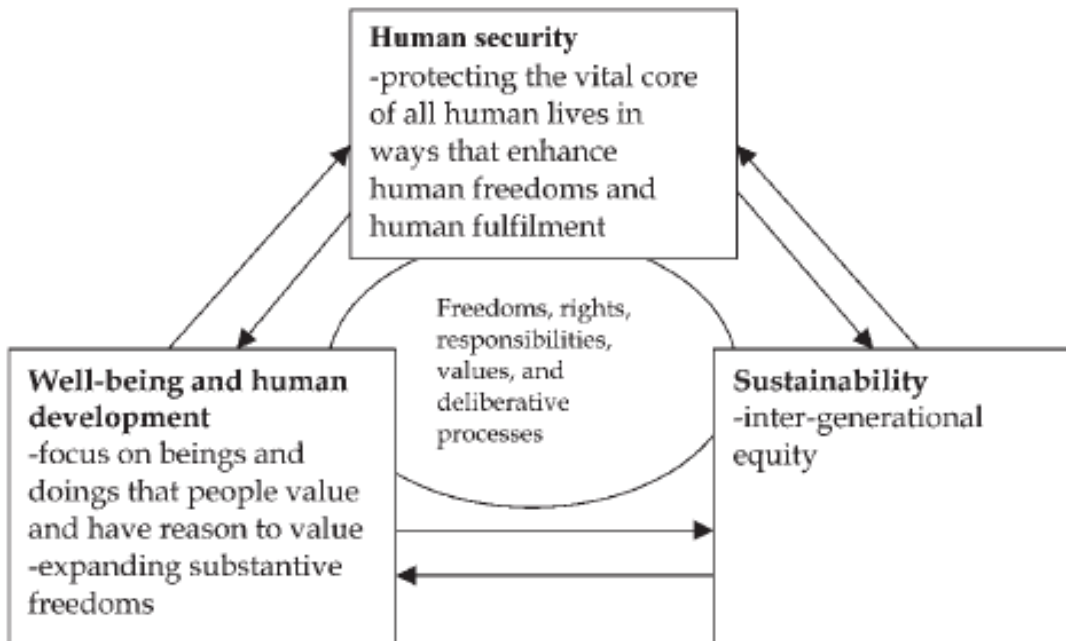 Human security
-protecting the vital core
of all human lives in
ways that enhance
human freedoms and
human fulfilment
Freedoms, rights,
responsibilities,
values, and
deliberative
processes
Well-being and human
development
-focus on beings and
doings that people value
and have reason to value
-expanding substantive
freedoms
Sustainability
-inter-generational
equity